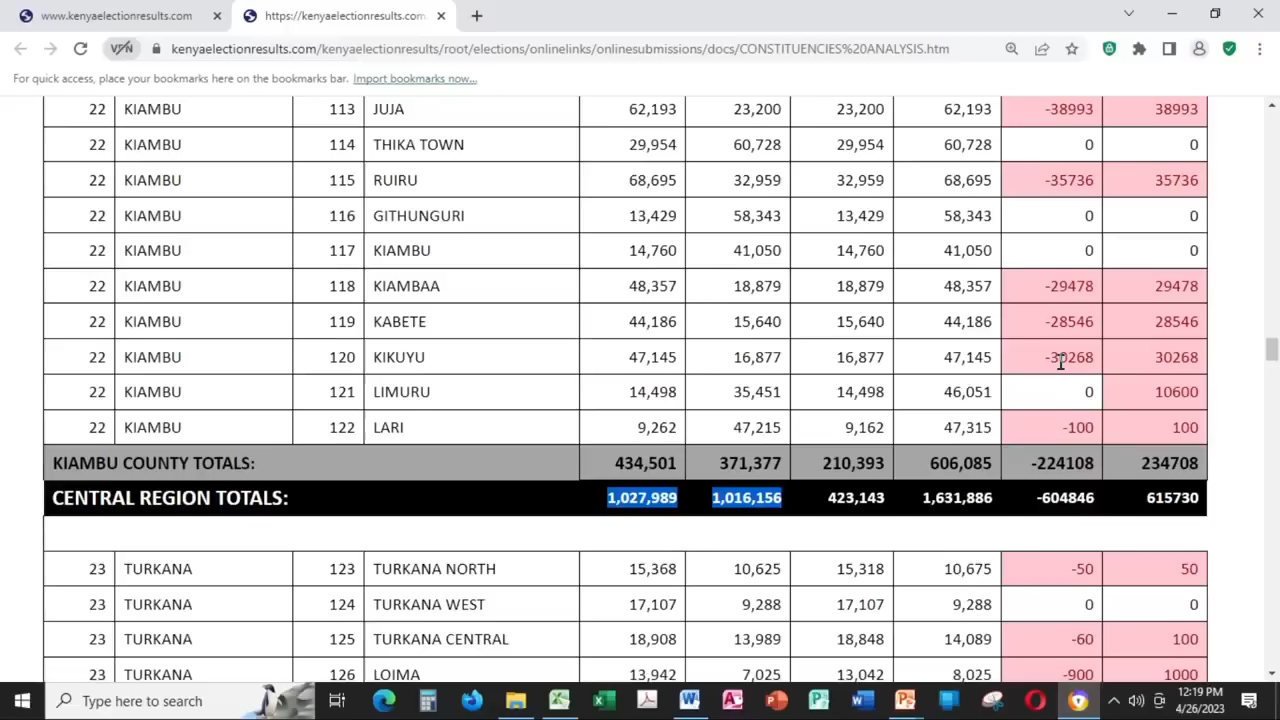 www.kenyaelectionresults.com
https://kenyaelectionresults.com
VPN kenyaelectionresults.com/kenyaelectionresults/root/elections/onlinelinks/onlinesubmissions/docs/CONSTITUENCIES%20ANALYSIS.htm
For quick access, place your bookmarks here on the bookmarks bar. Import bookmarks now...
22 KIAMBU 113 JUJA 62,193 23,200 23,200 62,193 -38993 38993
22 KIAMBU 114 THIKA TOWN 29,954 60,728 29,954 60,728 0 0
22 KIAMBU 115 RUIRU 68,695 32,959 32,959 68,695 -35736 35736
22 KIAMBU 116 GITHUNGURI 13,429 58,343 13,429 58,343 0 0
22 KIAMBU 117 KIAMBU 14,760 41,050 14,760 41,050 0 0
22 KIAMBU 118 KIAMBAA 48,357 18,879 18,879 48,357 -29478 29478
22 KIAMBU 119 KABETE 44,186 15,640 15,640 44,186 -28546 28546
22 KIAMBU 120 KIKUYU 47,145 16,877 16,877 47,145 -30268 30268
22 KIAMBU 121 LIMURU 14,498 35,451 14,498 46,051 0 10600
22 KIAMBU 122 LARI 9,262 47,215 9,162 47,315 -100 100
KIAMBU COUNTY TOTALS: 434,501 371,377 210,393 606,085 -224108 234708
CENTRAL REGION TOTALS: 1,027,989 1,016,156 423,143 1,631,886 -604846 615730
23 TURKANA 123 TURKANA NORTH 15,368 10,625 15,318 10,675 -50 50
23 TURKANA 124 TURKANA WEST 17,107 9,288 17,107 9,288 0 0
23 TURKANA 125 TURKANA CENTRAL 18,908 13,989 18,848 14,089 -60 100
23 TURKANA 126 LOIMA 13,942 7,025 13,042 8,025 -900 1000
Type here to search
12:19 PM
4/26/2023